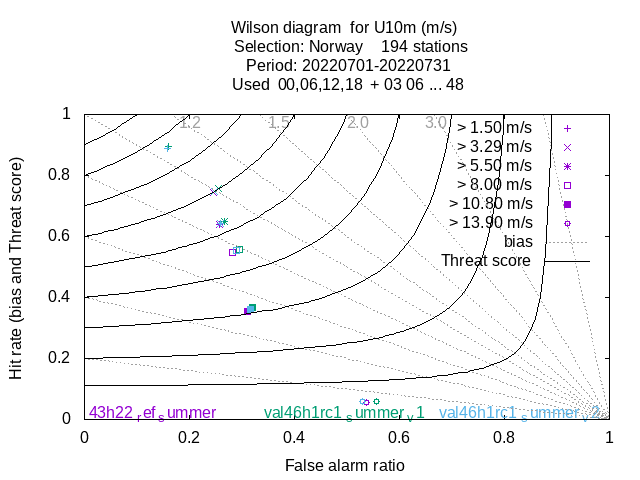 Wilson diagram  for U10m (m/s)
Selection: Norway    194 stations
Period: 20220701-20220731
Used  00,06,12,18  + 03 06 ... 48
1.2 1.5 2.0 3.0
> 1.50 m/s
> 3.29 m/s
> 5.50 m/s
> 8.00 m/s
> 10.80 m/s
> 13.90 m/s
bias
Threat score
Hit rate (bias and Threat score)
1
0.8
0.6
0.4
0.2
0
43h22_ref_summer val46h1rc1_summer_v1 val46h1rc1_summer_v2
0 0.2 0.4 0.6 0.8 1
False alarm ratio